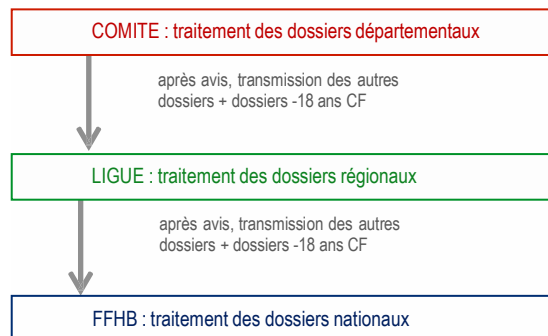 COMITE : traitement des dossiers départementaux
après avis, transmission des autres
dossiers + dossiers -18 ans CF
LIGUE : traitement des dossiers régionaux
après avis, transmission des autres
dossiers + dossiers -18 ans CF
FFHB : traitement des dossiers nationaux